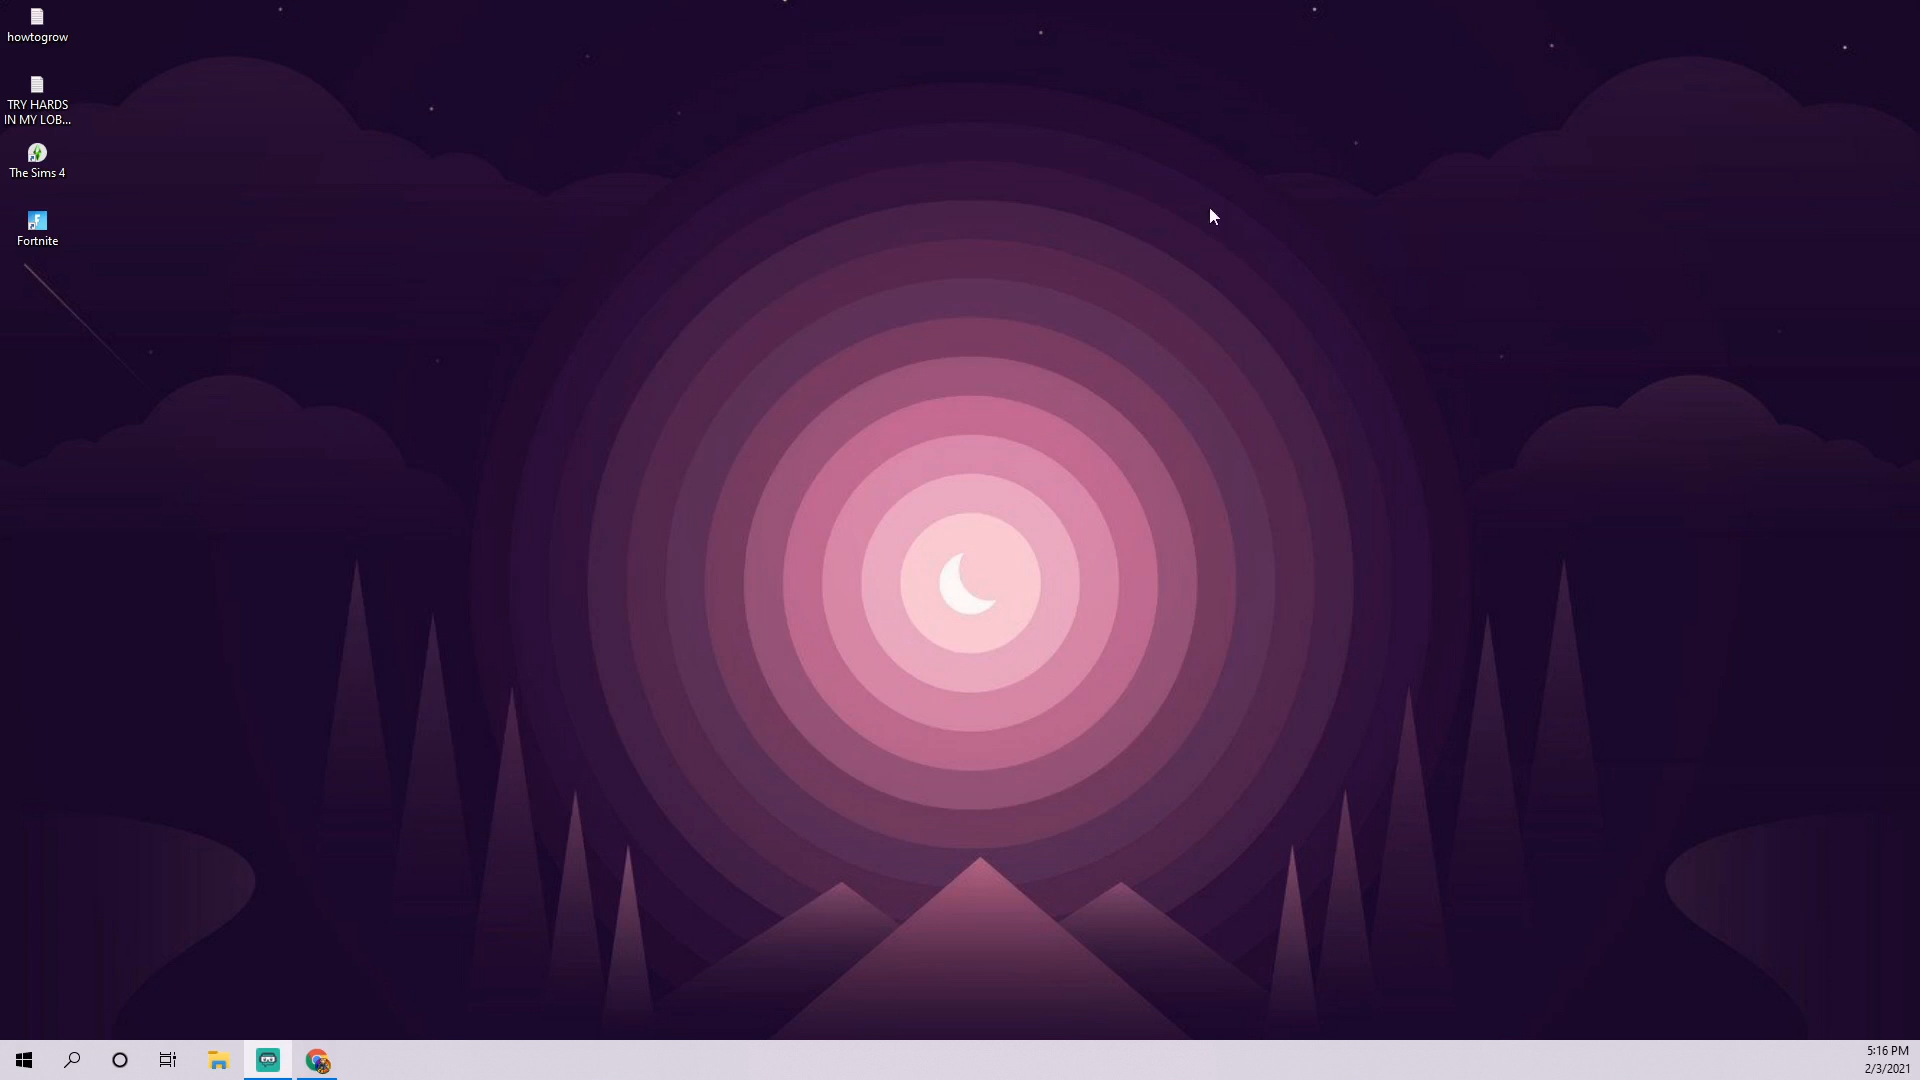 howtogrow
TRY HARDS
IN MY LOB...
The Sims 4
Fortnite
5:16 PM
2/3/2021